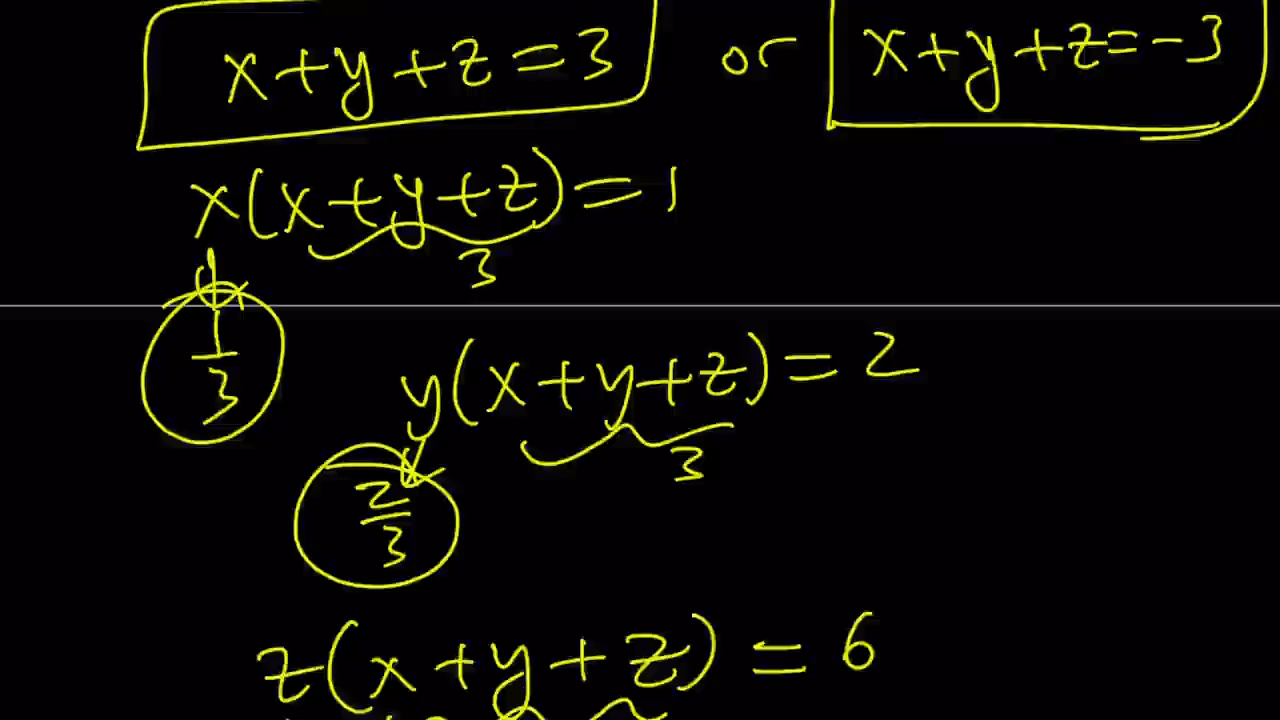 x+y+z=3 or x+y+z=-3
x(x+y+z)=1
3
1/3
y(x+y+z)=2
3
2/3
z(x+y+z)=6